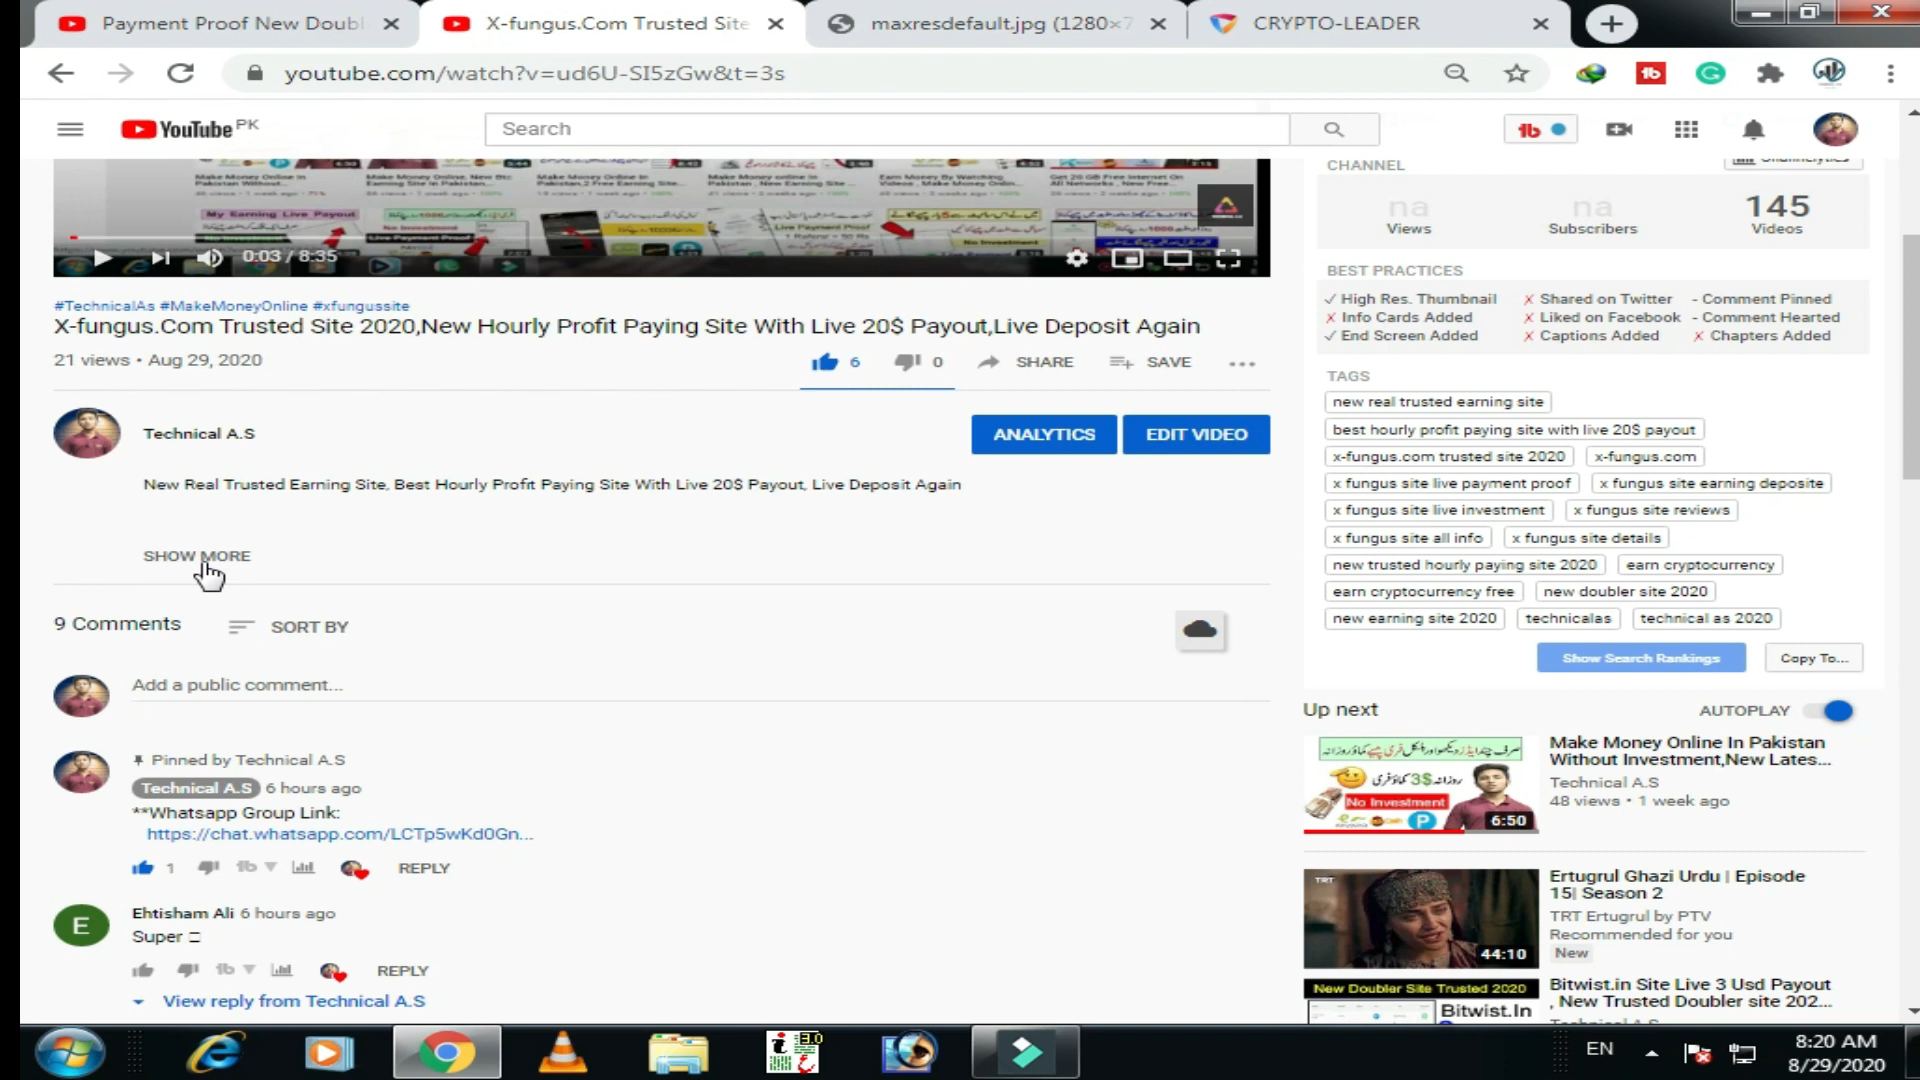 Payment Proof New Doubl
X-fungus.Com Trusted Site
maxresdefault.jpg (1280×7
CRYPTO-LEADER
youtube.com/watch?v=ud6U-SI5zGw&t=3s
YouTube PK
Search
CHANNEL
na
Views
na
Subscribers
145
Videos
My Earning Live Payout
No Investment
0:03 / 8:35
BEST PRACTICES
✓ High Res. Thumbnail
✗ Shared on Twitter
- Comment Pinned
✗ Info Cards Added
✗ Liked on Facebook
- Comment Hearted
✓ End Screen Added
✗ Captions Added
✗ Chapters Added
#TechnicalAs #MakeMoneyOnline #xfungussite
X-fungus.Com Trusted Site 2020,New Hourly Profit Paying Site With Live 20$ Payout,Live Deposit Again
21 views • Aug 29, 2020
6
0
SHARE
SAVE
Technical A.S
ANALYTICS
EDIT VIDEO
New Real Trusted Earning Site, Best Hourly Profit Paying Site With Live 20$ Payout, Live Deposit Again
SHOW MORE
TAGS
new real trusted earning site
best hourly profit paying site with live 20$ payout
x-fungus.com trusted site 2020
x-fungus.com
x fungus site live payment proof
x fungus site earning deposite
x fungus site live investment
x fungus site reviews
x fungus site all info
x fungus site details
new trusted hourly paying site 2020
earn cryptocurrency
earn cryptocurrency free
new doubler site 2020
new earning site 2020
technicalas
technical as 2020
Show Search Rankings
Copy To...
9 Comments
SORT BY
Add a public comment...
Pinned by Technical A.S
Technical A.S 6 hours ago
**Whatsapp Group Link:
https://chat.whatsapp.com/LCTp5wKd0Gn...
1
REPLY
Ehtisham Ali 6 hours ago
Super □
REPLY
View reply from Technical A.S
Up next
AUTOPLAY
No Investment
6:50
Make Money Online In Pakistan
Without Investment,New Lates...
Technical A.S
48 views • 1 week ago
TRT
44:10
Ertugrul Ghazi Urdu | Episode
15| Season 2
TRT Ertugrul by PTV
Recommended for you
New
New Doubler Site Trusted 2020
Bitwist.In
Bitwist.in Site Live 3 Usd Payout
, New Trusted Doubler site 202...
EN
8:20 AM
8/29/2020